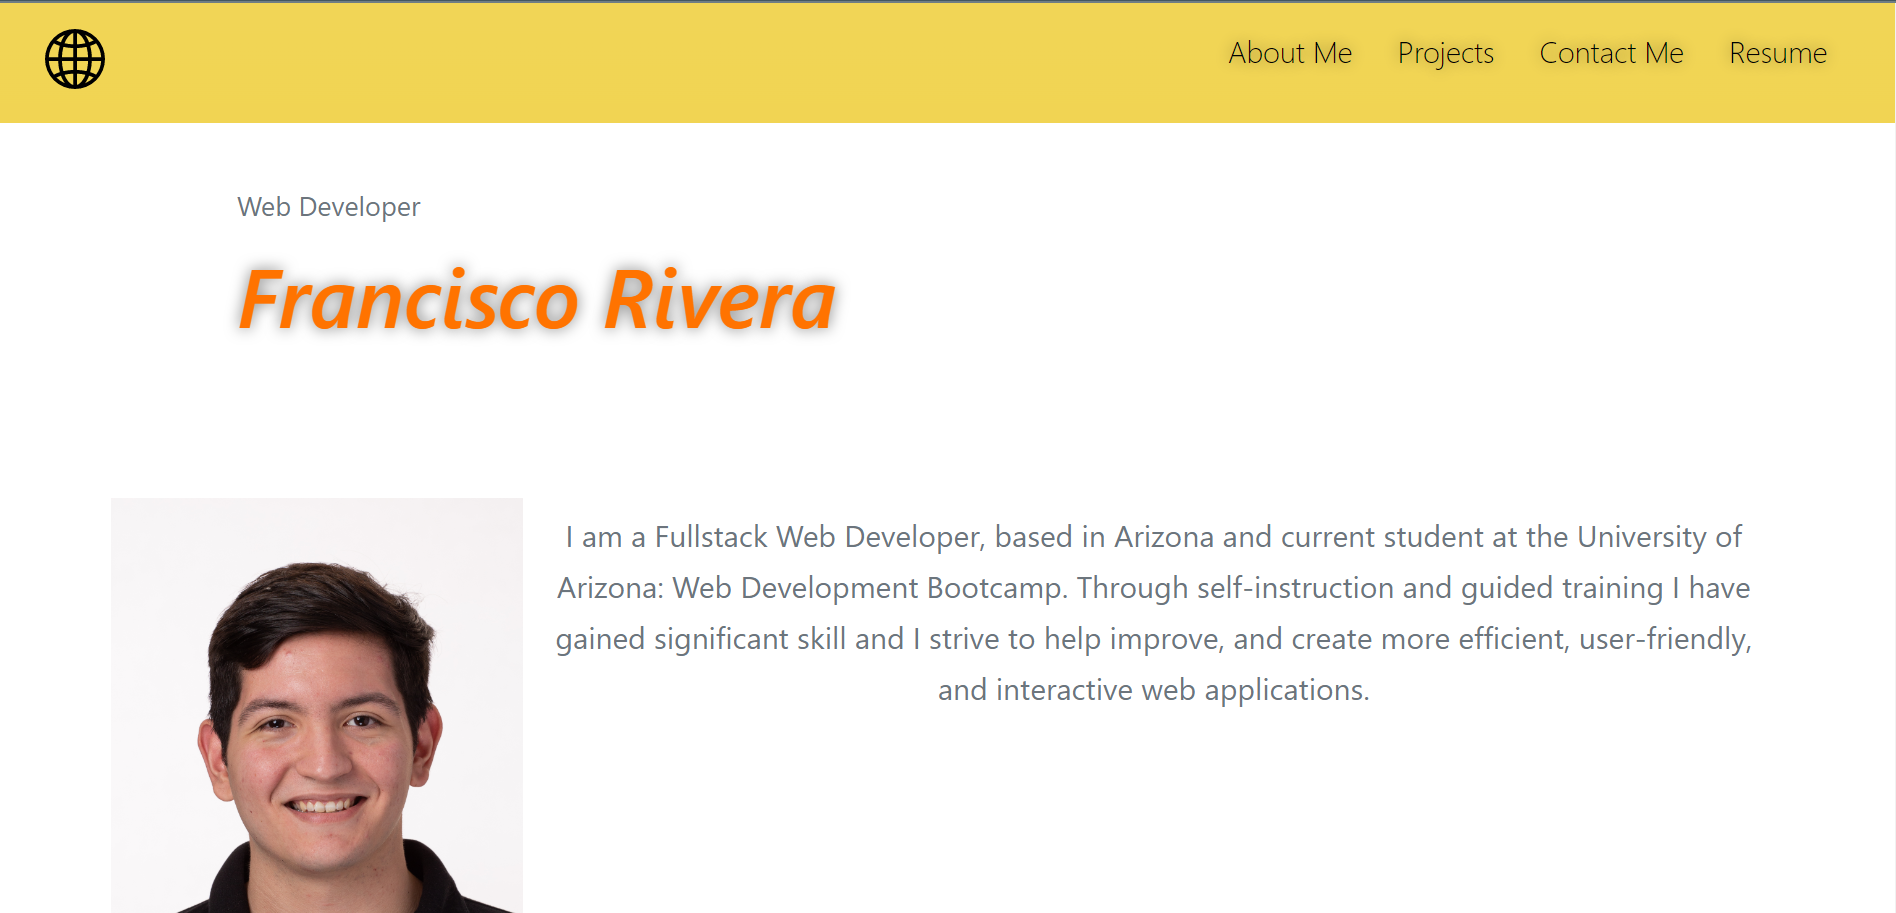 About Me Projects Contact Me Resume
Web Developer
Francisco Rivera
I am a Fullstack Web Developer, based in Arizona and current student at the University of
Arizona: Web Development Bootcamp. Through self-instruction and guided training I have
gained significant skill and I strive to help improve, and create more efficient, user-friendly,
and interactive web applications.